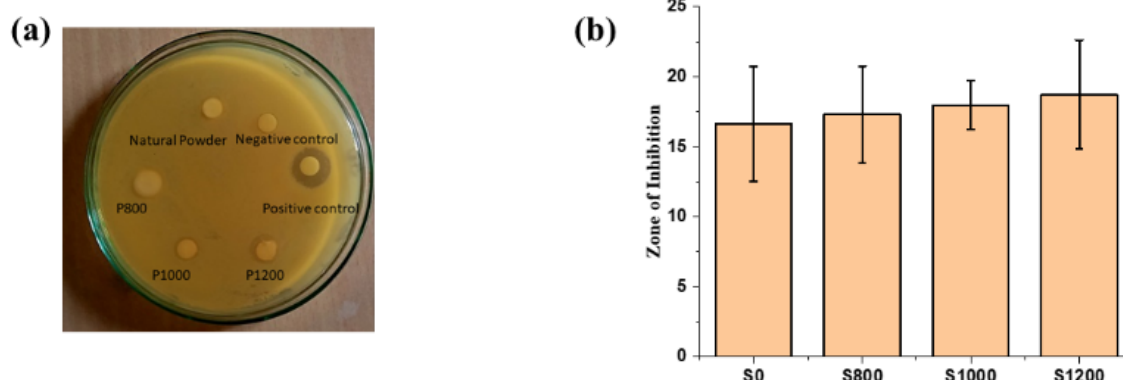 (a)
Natural Powder Negative control
P800
Positive control
P1000 P1200
(b)
Zone of Inhibition
25
20
15
10
5
0
S0 S800 S1000 S1200